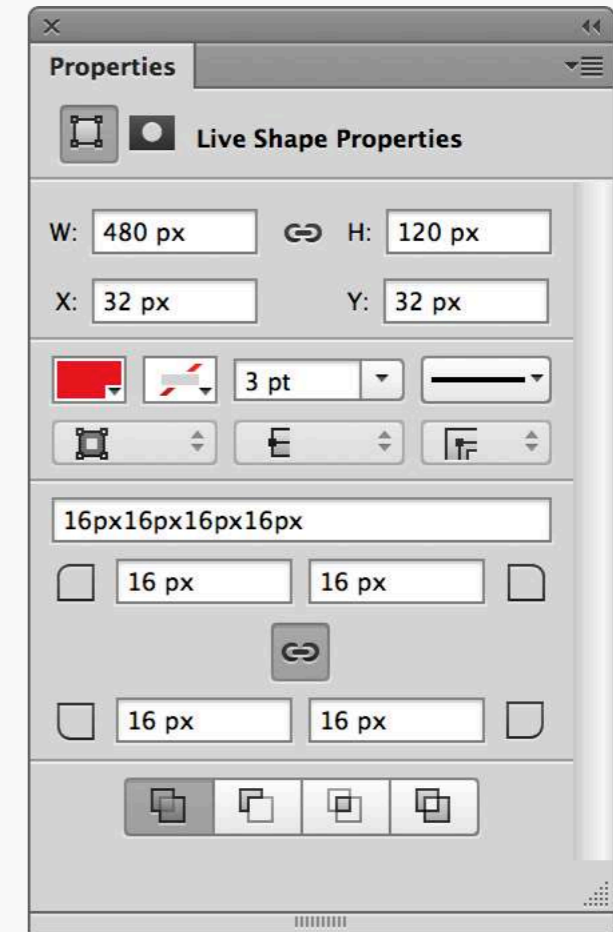 Properties
Live Shape Properties
W: 480 px H: 120 px
X: 32 px Y: 32 px
3 pt
16px16px16px16px
16 px 16 px
16 px 16 px